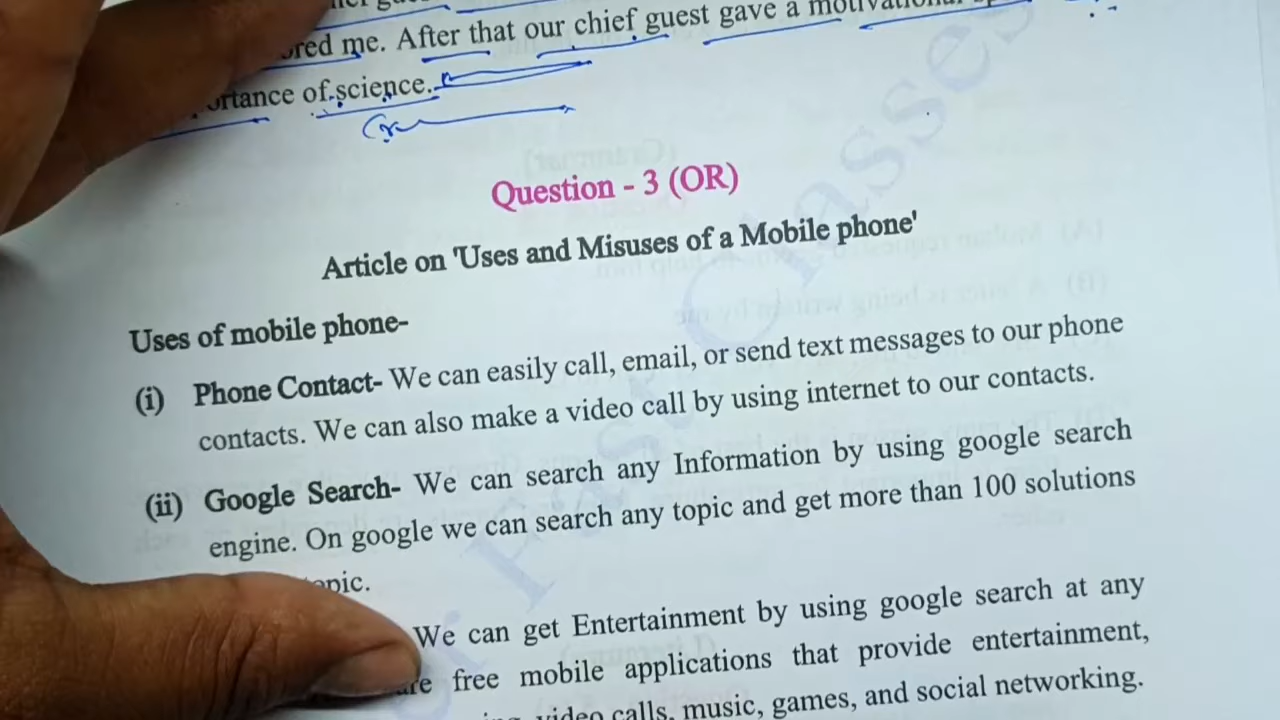 me. After that our chief guest gave a motivational
of science.
Question - 3 (OR)
Article on 'Uses and Misuses of a Mobile phone'
Uses of mobile phone-
(i) Phone Contact- We can easily call, email, or send text messages to our phone
contacts. We can also make a video call by using internet to our contacts.
(ii) Google Search- We can search any Information by using google search
engine. On google we can search any topic and get more than 100 solutions
We can get Entertainment by using google search at any
free mobile applications that provide entertainment,
video calls, music, games, and social networking.